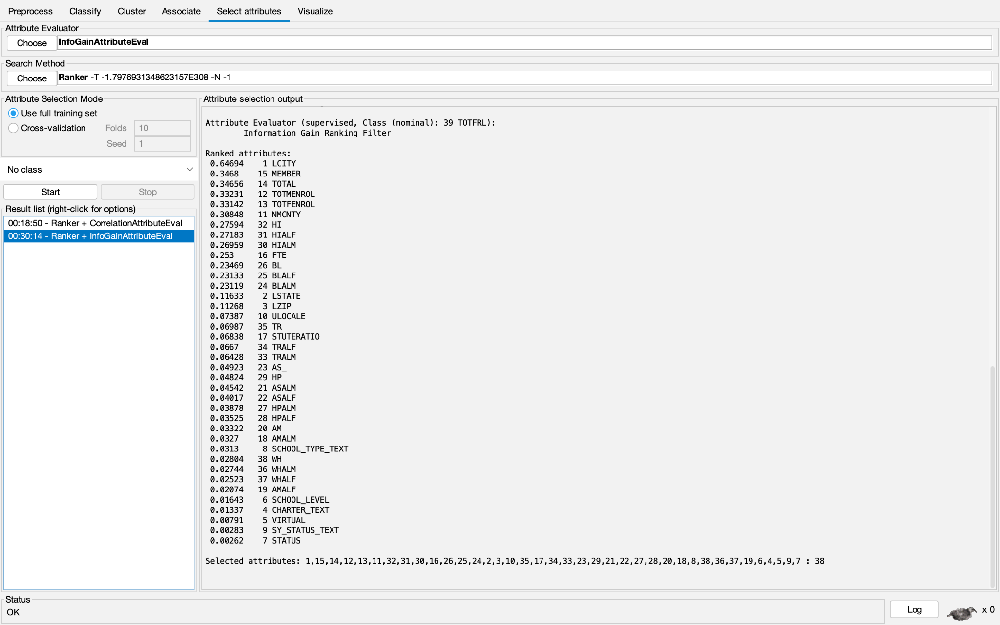 Preprocess Classify Cluster Associate Select attributes Visualize
Attribute Evaluator
Choose InfoGainAttributeEval
Search Method
Choose Ranker -T -1.7976931348623157E308 -N -1
Attribute Selection Mode
Use full training set
Cross-validation Folds 10
Seed 1
No class
Start Stop
Result list (right-click for options)
00:18:50 - Ranker + CorrelationAttributeEval
00:30:14 - Ranker + InfoGainAttributeEval
Attribute selection output
Attribute Evaluator (supervised, Class (nominal): 39 TOTFRL):
Information Gain Ranking Filter
Ranked attributes:
0.64694 1 LCITY
0.3468 15 MEMBER
0.34656 14 TOTAL
0.33231 12 TOTMENROL
0.33142 13 TOTFENROL
0.30848 11 NMCNTY
0.27594 32 HI
0.27183 31 HIALF
0.26959 30 HIALM
0.253 16 FTE
0.23469 26 BL
0.23133 25 BLALF
0.23119 24 BLALM
0.11633 2 LSTATE
0.11268 3 LZIP
0.07387 10 ULOCALE
0.06987 35 TR
0.06838 17 STUTERATIO
0.0667 34 TRALF
0.06428 33 TRALM
0.04923 23 AS_
0.04824 29 HP
0.04542 21 ASALM
0.04017 22 ASALF
0.03878 27 HPALM
0.03525 28 HPALF
0.03322 20 AM
0.0327 18 AMALM
0.0313 8 SCHOOL_TYPE_TEXT
0.02804 38 WH
0.02744 36 WHALM
0.02523 37 WHALF
0.02074 19 AMALF
0.01643 6 SCHOOL_LEVEL
0.01337 4 CHARTER_TEXT
0.00791 5 VIRTUAL
0.00283 9 SY_STATUS_TEXT
0.00262 7 STATUS
Selected attributes: 1,15,14,12,13,11,32,31,30,16,26,25,24,2,3,10,35,17,34,33,23,29,21,22,27,28,20,18,8,38,36,37,19,6,4,5,9,7 : 38
Status
OK
Log x 0